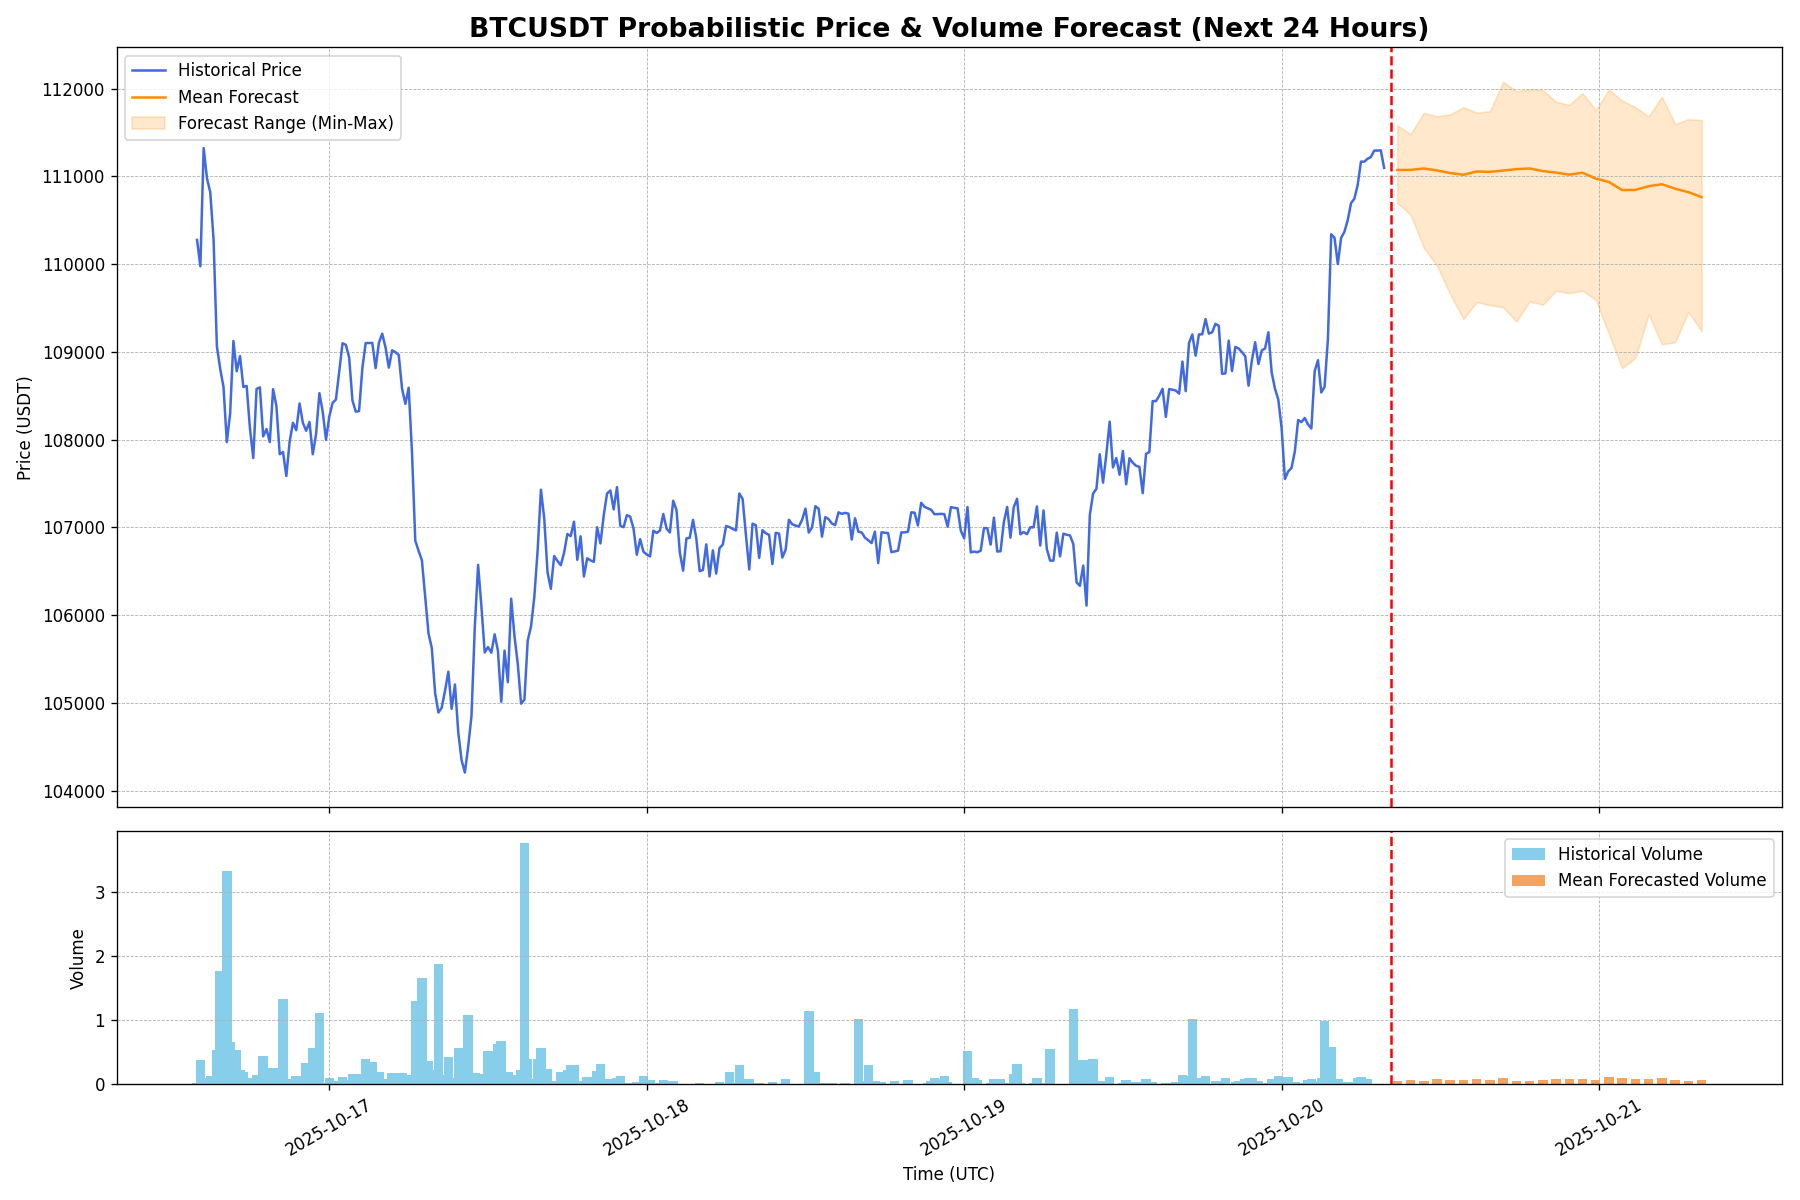 BTCUSDT Probabilistic Price & Volume Forecast (Next 24 Hours)
Historical Price
Mean Forecast
Forecast Range (Min-Max)
112000
111000
110000
109000
108000
107000
106000
105000
104000
Price (USDT)
Historical Volume
Mean Forecasted Volume
3
2
1
0
Volume
2025-10-17
2025-10-18
2025-10-19
2025-10-20
2025-10-21
Time (UTC)